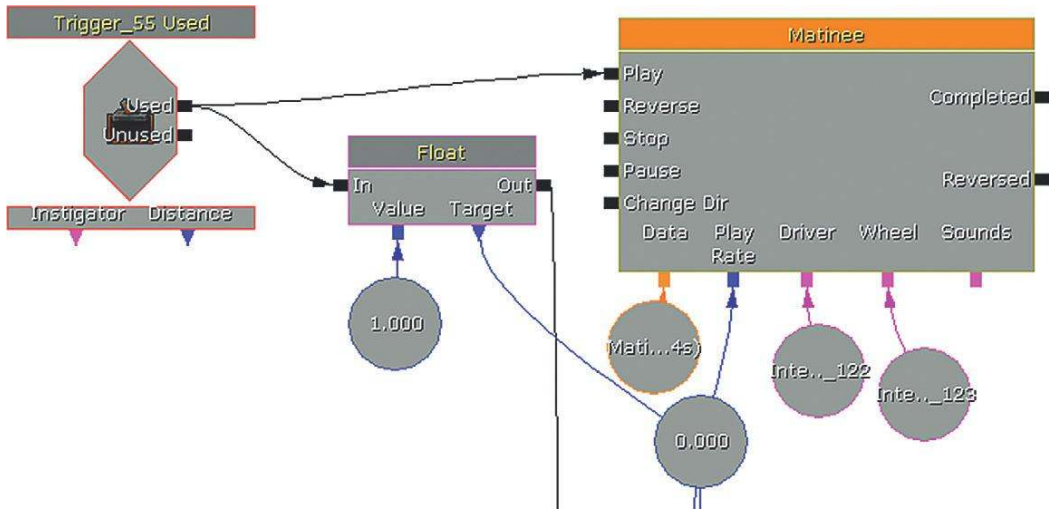 Trigger_55 Used
Used
Unused
Instigator Distance
Float
In Out
Value Target
1.000
Matinee
Play
Reverse
Stop
Pause
Change Dir
Completed
Reversed
Data Play Rate Driver Wheel Sounds
Mati...4s)
Inte.._122
Inte.._123
0.000